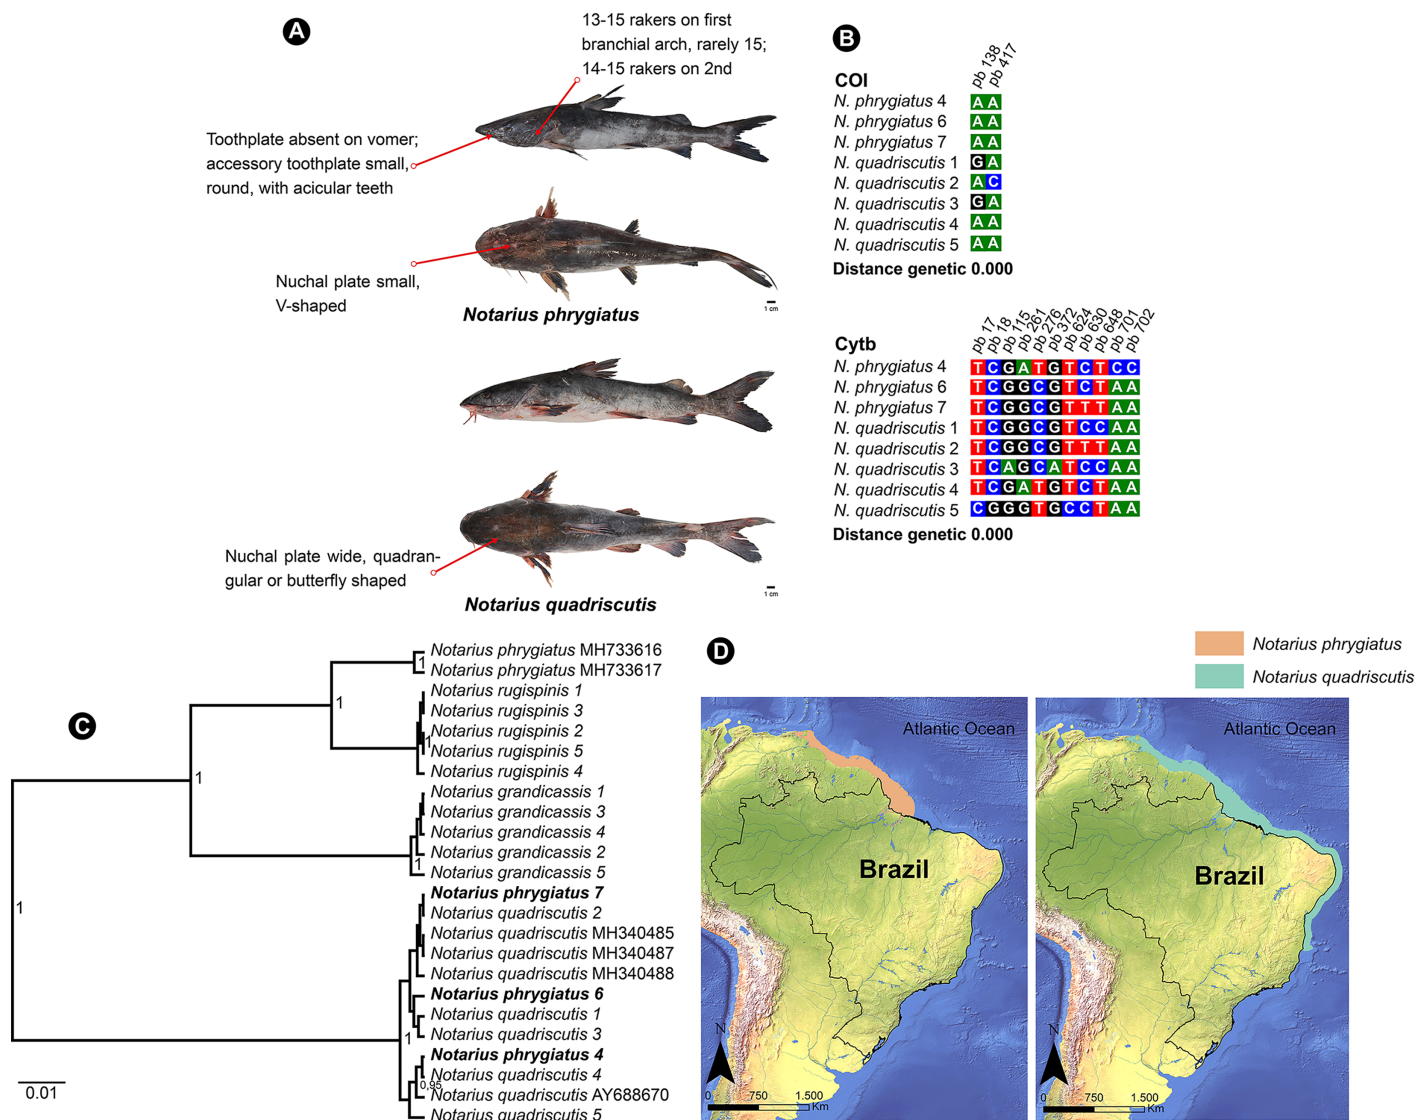 A
13-15 rakers on first
branchial arch, rarely 15;
14-15 rakers on 2nd
Toothplate absent on vomer;
accessory toothplate small,
round, with acicular teeth
Nuchal plate small,
V-shaped
1 cm
Notarius phrygiatus
Nuchal plate wide, quadran-
gular or butterfly shaped
1 cm
Notarius quadriscutis
B
pb 138 pb 417
COI
N. phrygiatus 4 A A
N. phrygiatus 6 A A
N. phrygiatus 7 A A
N. quadriscutis 1 G A
N. quadriscutis 2 A C
N. quadriscutis 3 G A
N. quadriscutis 4 A A
N. quadriscutis 5 A A
Distance genetic 0.000
pb 17 pb 18 pb 115 pb 261 pb 276 pb 372 pb 624 pb 630 pb 648 pb 701 pb 702
Cytb
N. phrygiatus 4 T C G A T G T C T C C
N. phrygiatus 6 T C G G C G T C T A A
N. phrygiatus 7 T C G G C G T T T A A
N. quadriscutis 1 T C G G C G T C C A A
N. quadriscutis 2 T C G G C G T T T A A
N. quadriscutis 3 T C A G C A T C C A A
N. quadriscutis 4 T C G A T G T C T A A
N. quadriscutis 5 C G G G T G C C T A A
Distance genetic 0.000
C
Notarius phrygiatus MH733616
1
Notarius phrygiatus MH733617
Notarius rugispinis 1
1
Notarius rugispinis 3
Notarius rugispinis 2
1
Notarius rugispinis 5
Notarius rugispinis 4
1
Notarius grandicassis 1
Notarius grandicassis 3
Notarius grandicassis 4
Notarius grandicassis 2
1
Notarius grandicassis 5
Notarius phrygiatus 7
1
Notarius quadriscutis 2
Notarius quadriscutis MH340485
Notarius quadriscutis MH340487
Notarius quadriscutis MH340488
Notarius phrygiatus 6
Notarius quadriscutis 1
Notarius quadriscutis 3
1
Notarius phrygiatus 4
Notarius quadriscutis 4
0,95
Notarius quadriscutis AY688670
Notarius quadriscutis 5
0.01
D
Notarius phrygiatus
Notarius quadriscutis
Atlantic Ocean
Brazil
N
0 750 1.500
Km
Atlantic Ocean
Brazil
N
0 750 1.500
Km